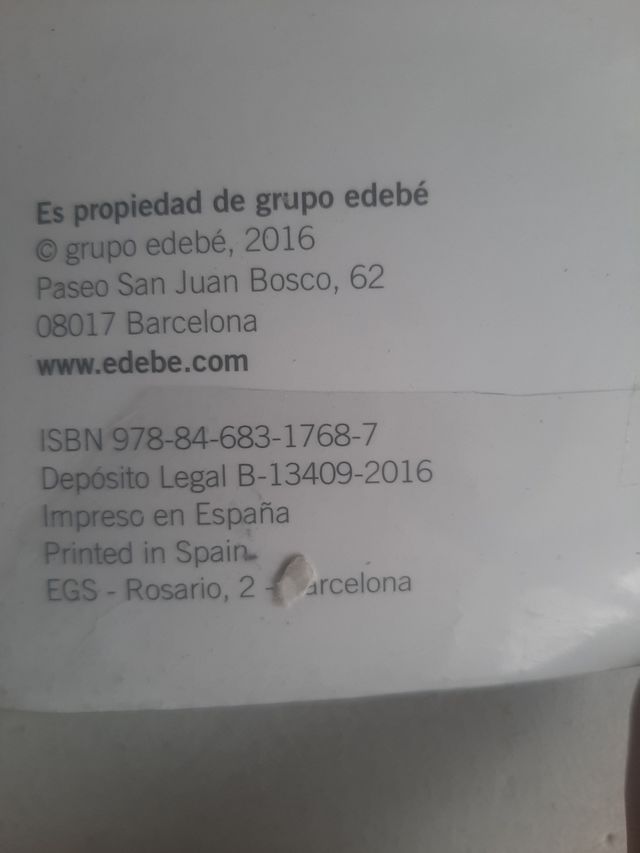 Es propiedad de grupo edebé
© grupo edebé, 2016
Paseo San Juan Bosco, 62
08017 Barcelona
www.edebe.com
ISBN 978-84-683-1768-7
Depósito Legal B-13409-2016
Impreso en España
Printed in Spain
EGS - Rosario, 2 - arcelona